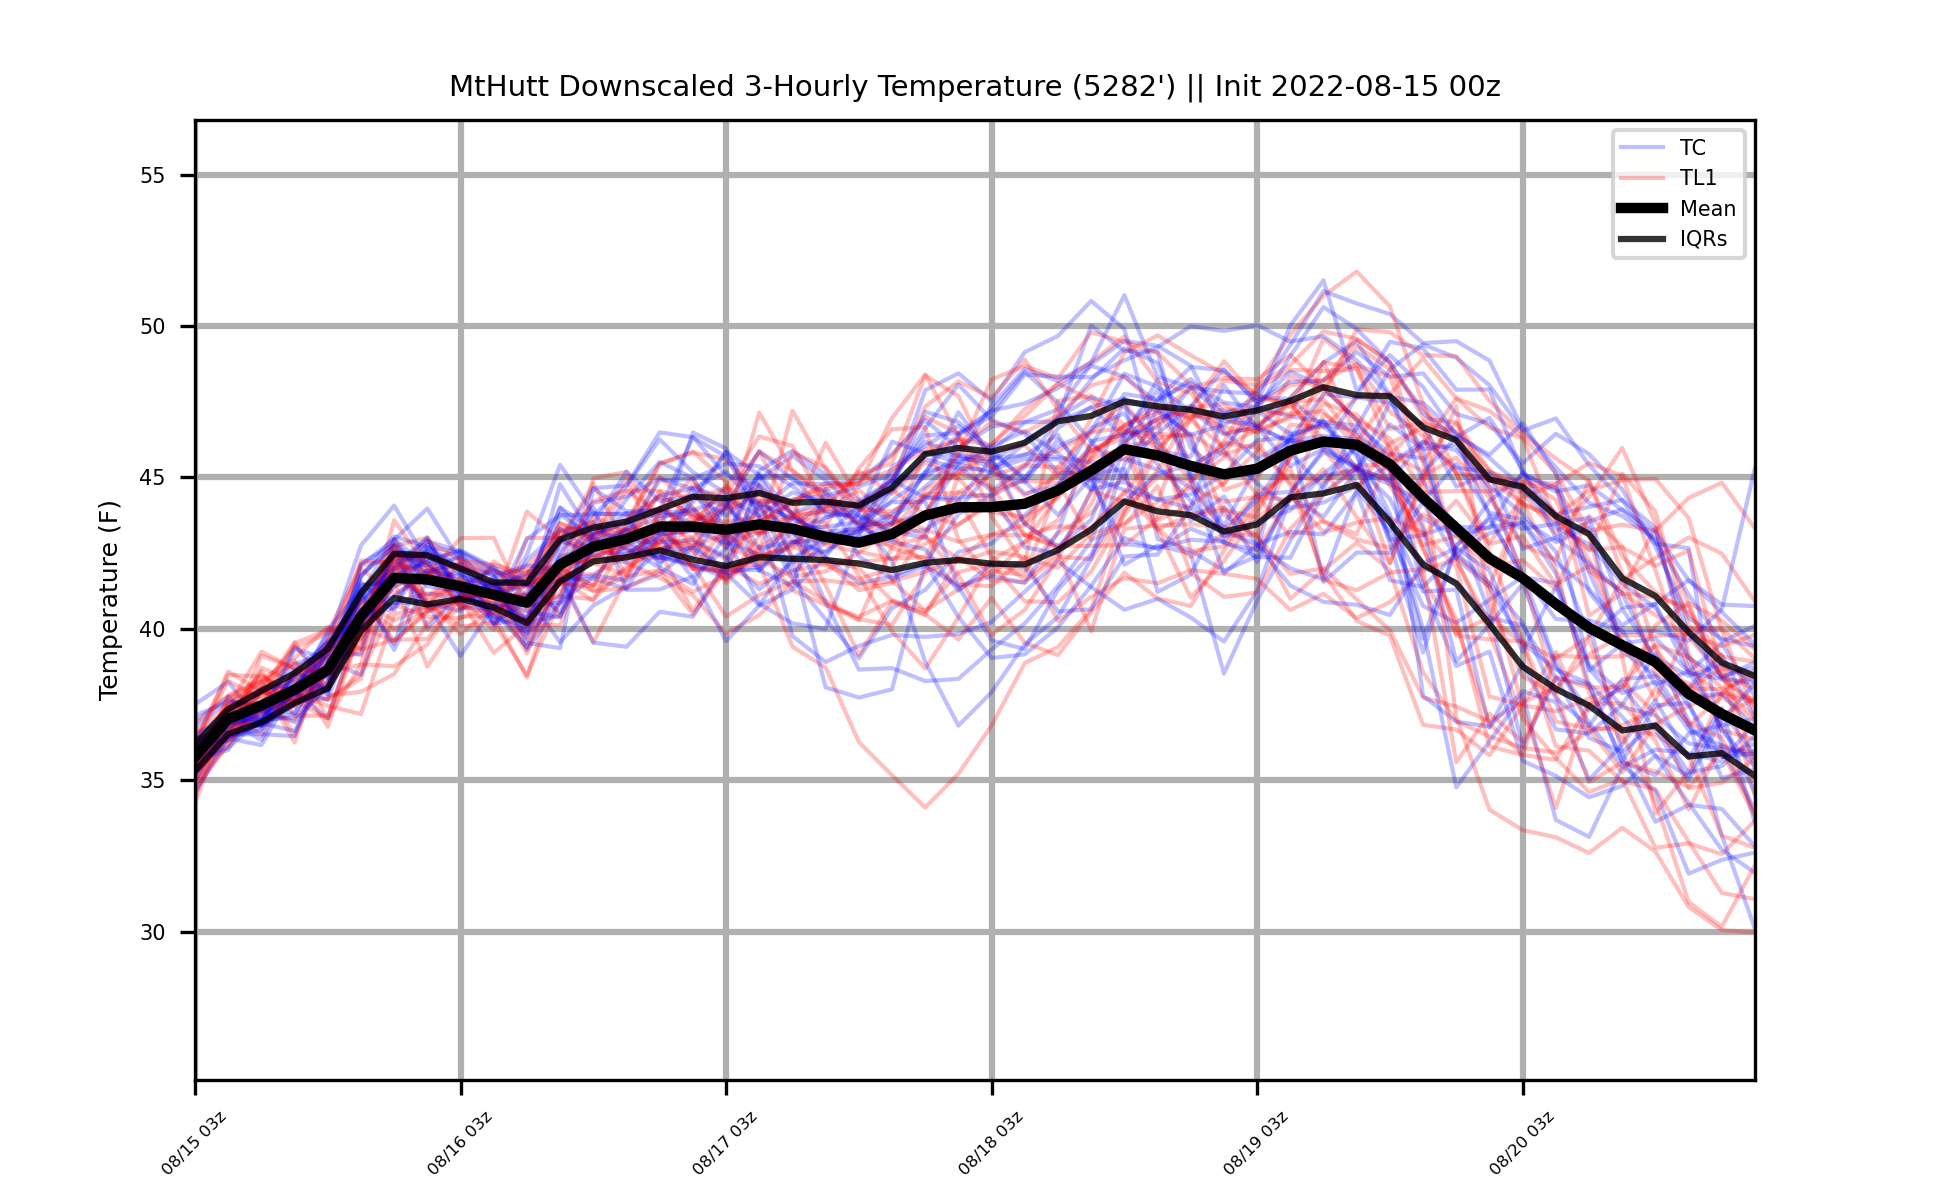 MtHutt Downscaled 3-Hourly Temperature (5282') || Init 2022-08-15 00z
TC
TL1
Mean
IQRs
Temperature (F)
55
50
45
40
35
30
08/15 03z
08/16 03z
08/17 03z
08/18 03z
08/19 03z
08/20 03z